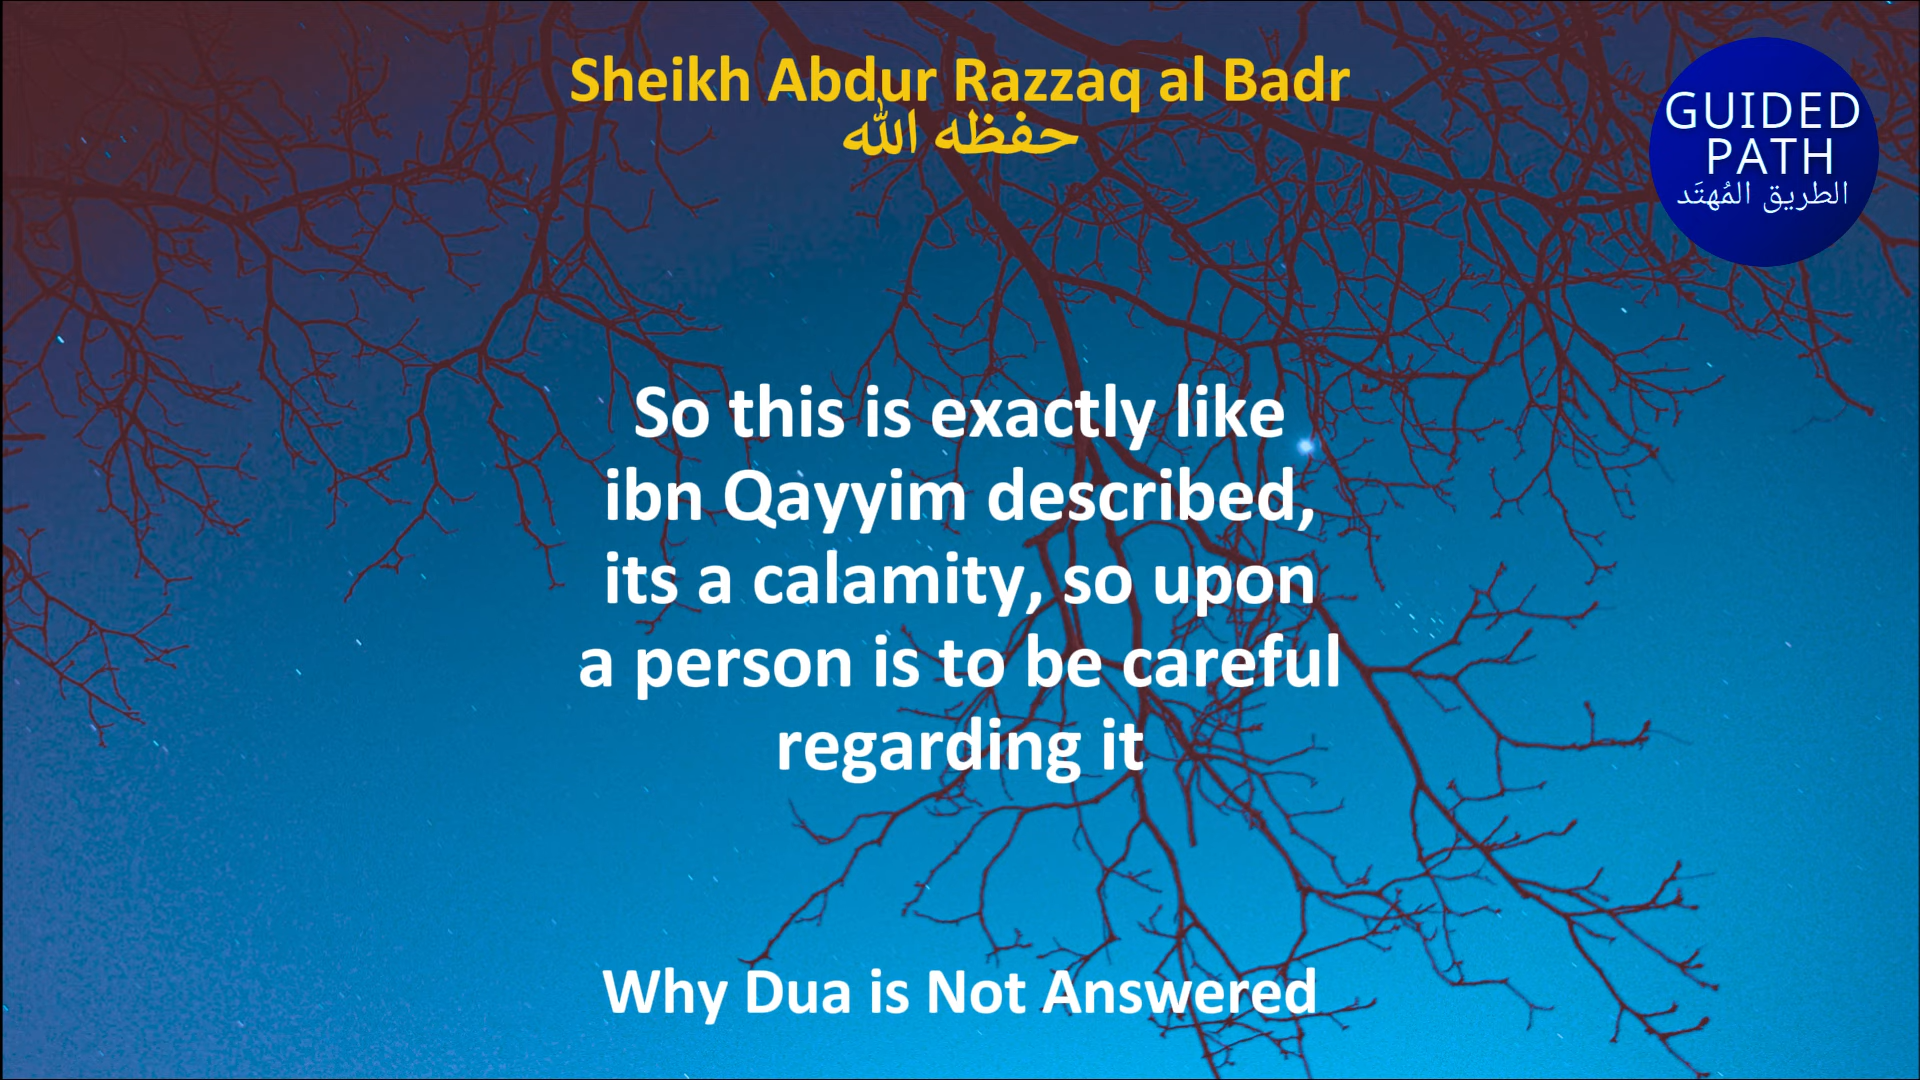 Sheikh Abdur Razzaq al Badr
حفظه الله
GUIDED
PATH
الطريق المُهتَد
So this is exactly like
ibn Qayyim described,
its a calamity, so upon
a person is to be careful
regarding it
Why Dua is Not Answered